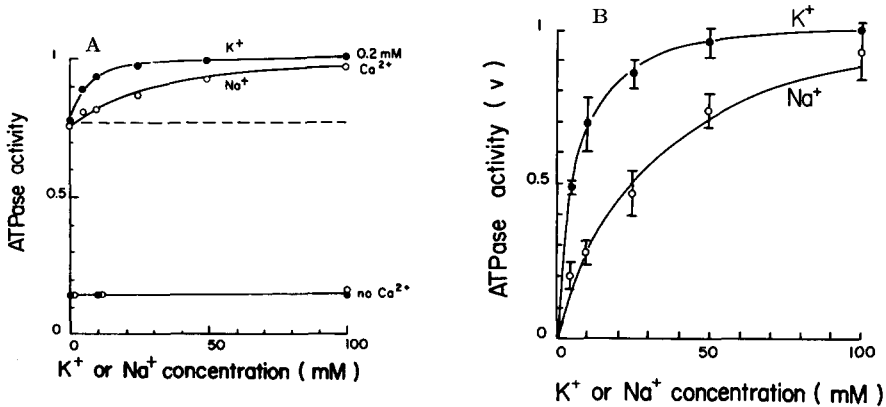 A
K⁺
0.2 mM
Ca²⁺
Na⁺
no Ca²⁺
1
0.5
0
0
50
100
ATPase activity
K⁺ or Na⁺ concentration ( mM )
B
K⁺
Na⁺
1
0.5
0
0
50
100
ATPase activity ( v )
K⁺ or Na⁺ concentration ( mM )